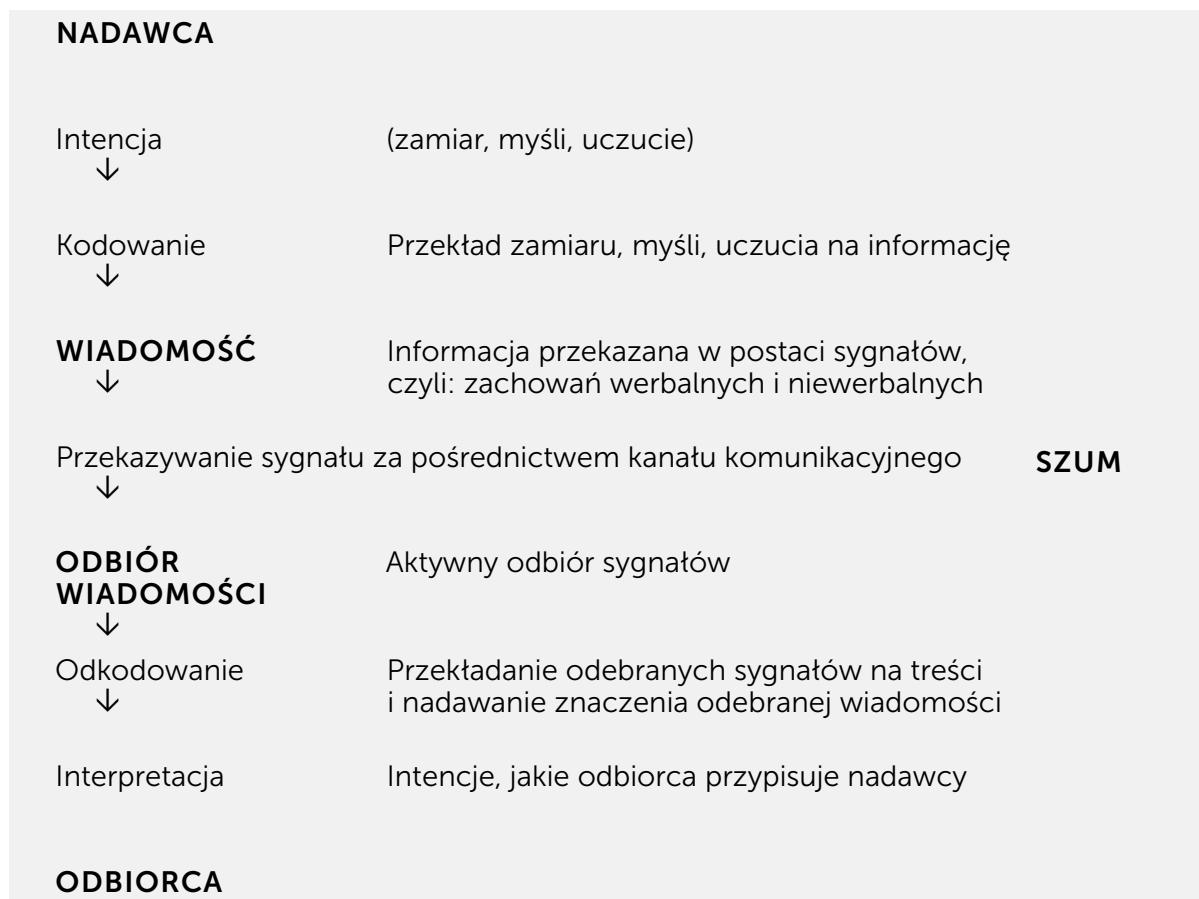 NADAWCA
Intencja (zamiar, myśli, uczucie)
↓
Kodowanie Przekład zamiaru, myśli, uczucia na informację
↓
WIADOMOŚĆ Informacja przekazana w postaci sygnałów,
↓ czyli: zachowań werbalnych i niewerbalnych
Przekazywanie sygnału za pośrednictwem kanału komunikacyjnego SZUM
↓
ODBIÓR Aktywny odbiór sygnałów
WIADOMOŚCI
↓
Odkodowanie Przekładanie odebranych sygnałów na treści
↓ i nadawanie znaczenia odebranej wiadomości
Interpretacja Intencje, jakie odbiorca przypisuje nadawcy
ODBIORCA